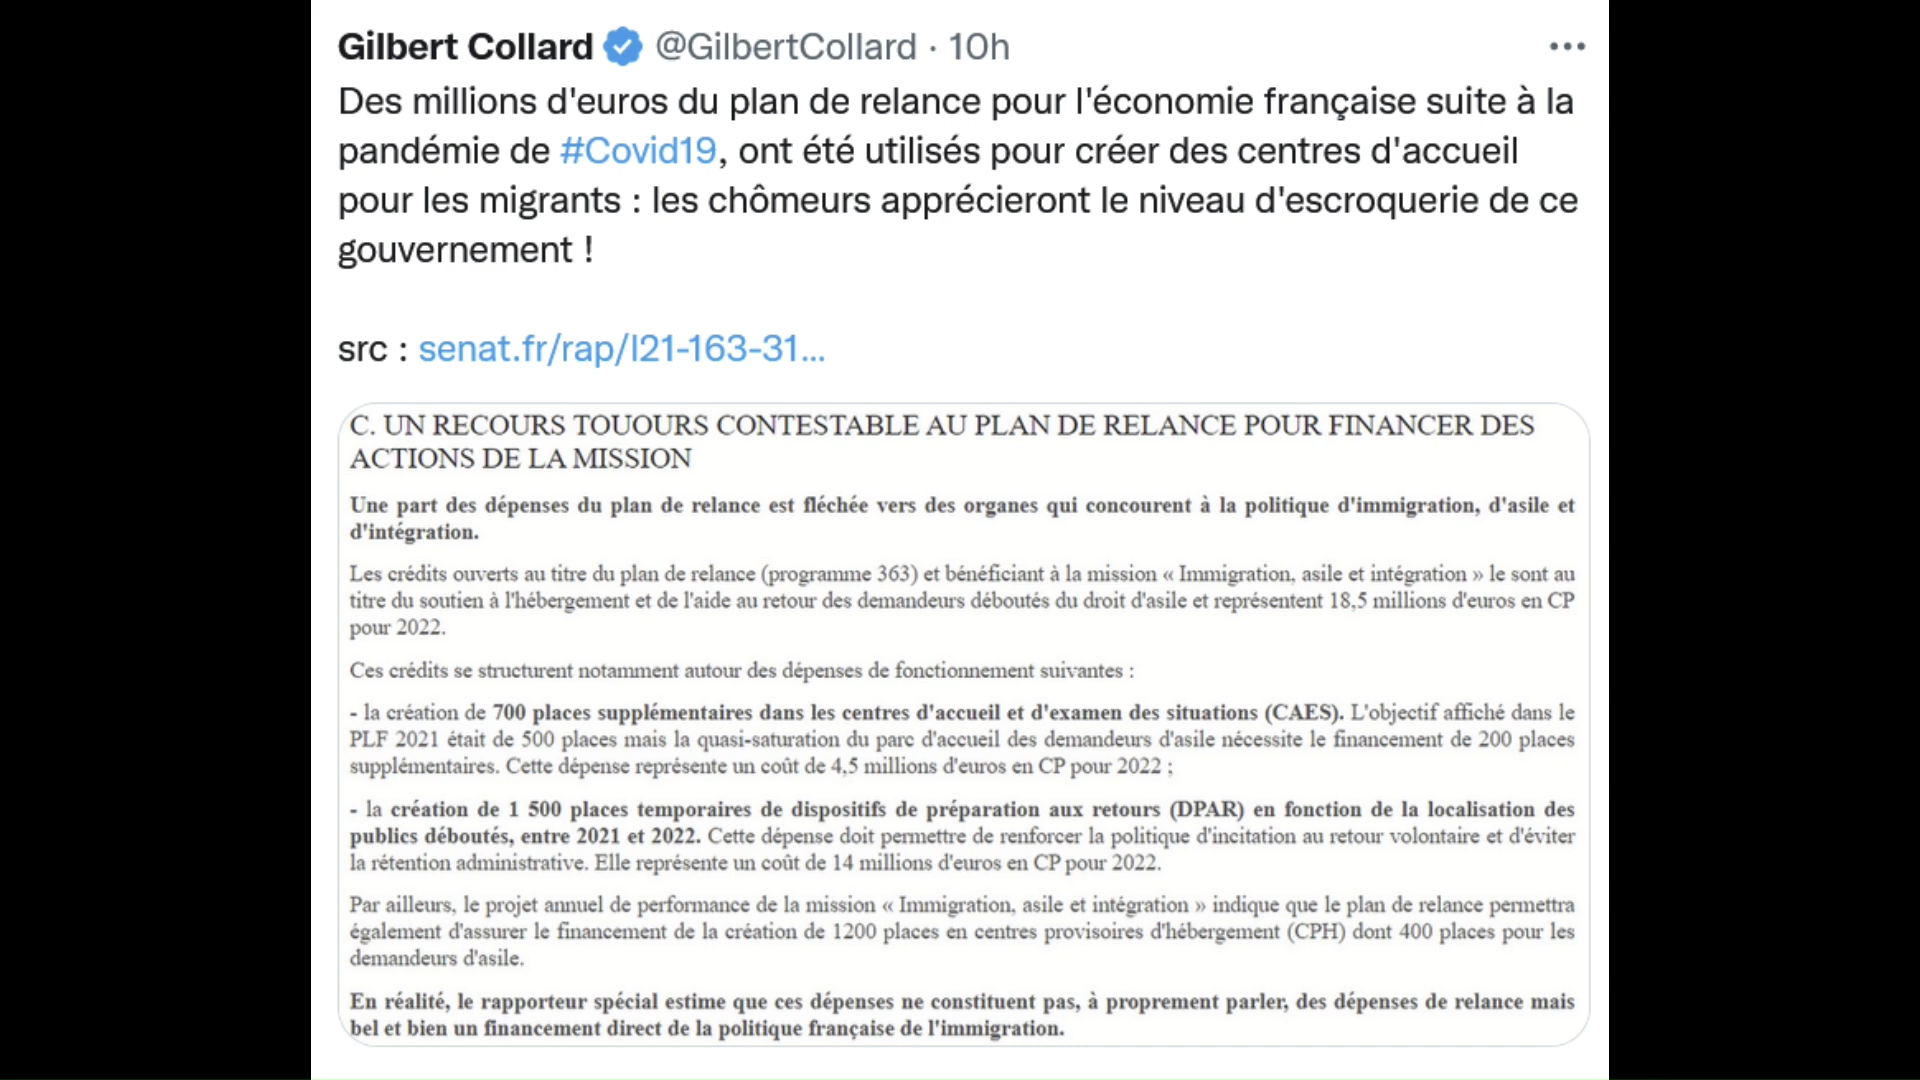 Gilbert Collard @GilbertCollard · 10h
Des millions d'euros du plan de relance pour l'économie française suite à la
pandémie de #Covid19, ont été utilisés pour créer des centres d'accueil
pour les migrants : les chômeurs apprécieront le niveau d'escroquerie de ce
gouvernement !
src : senat.fr/rap/l21-163-31...
C. UN RECOURS TOUOURS CONTESTABLE AU PLAN DE RELANCE POUR FINANCER DES
ACTIONS DE LA MISSION
Une part des dépenses du plan de relance est fléchée vers des organes qui concourent à la politique d'immigration, d'asile et
d'intégration.
Les crédits ouverts au titre du plan de relance (programme 363) et bénéficiant à la mission « Immigration, asile et intégration » le sont au
titre du soutien à l'hébergement et de l'aide au retour des demandeurs déboutés du droit d'asile et représentent 18,5 millions d'euros en CP
pour 2022.
Ces crédits se structurent notamment autour des dépenses de fonctionnement suivantes :
- la création de 700 places supplémentaires dans les centres d'accueil et d'examen des situations (CAES). L'objectif affiché dans le
PLF 2021 était de 500 places mais la quasi-saturation du parc d'accueil des demandeurs d'asile nécessite le financement de 200 places
supplémentaires. Cette dépense représente un coût de 4,5 millions d'euros en CP pour 2022 ;
- la création de 1 500 places temporaires de dispositifs de préparation aux retours (DPAR) en fonction de la localisation des
publics déboutés, entre 2021 et 2022. Cette dépense doit permettre de renforcer la politique d'incitation au retour volontaire et d'éviter
la rétention administrative. Elle représente un coût de 14 millions d'euros en CP pour 2022.
Par ailleurs, le projet annuel de performance de la mission « Immigration, asile et intégration » indique que le plan de relance permettra
également d'assurer le financement de la création de 1200 places en centres provisoires d'hébergement (CPH) dont 400 places pour les
demandeurs d'asile.
En réalité, le rapporteur spécial estime que ces dépenses ne constituent pas, à proprement parler, des dépenses de relance mais
bel et bien un financement direct de la politique française de l'immigration.